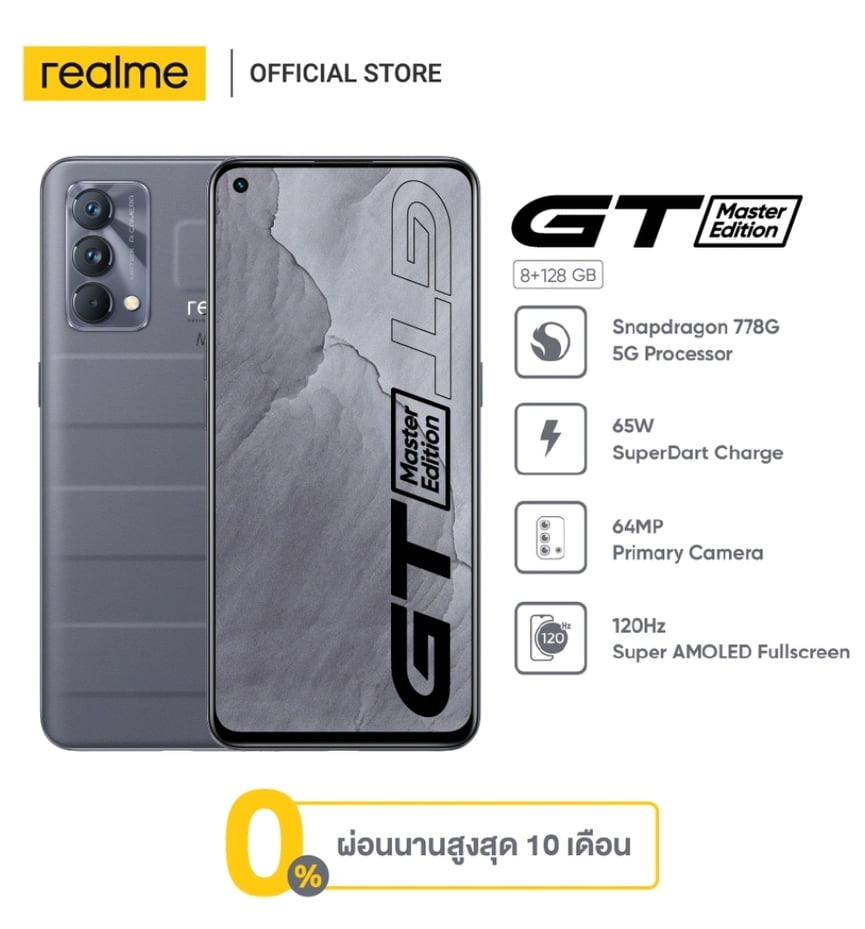 realme
OFFICIAL STORE
GT
Master
Edition
8+128 GB
Snapdragon 778G
5G Processor
65W
SuperDart Charge
64MP
Primary Camera
120Hz
120Hz
Super AMOLED Fullscreen
GT
Master
Edition
GT
0%
ผ่อนนานสูงสุด 10 เดือน